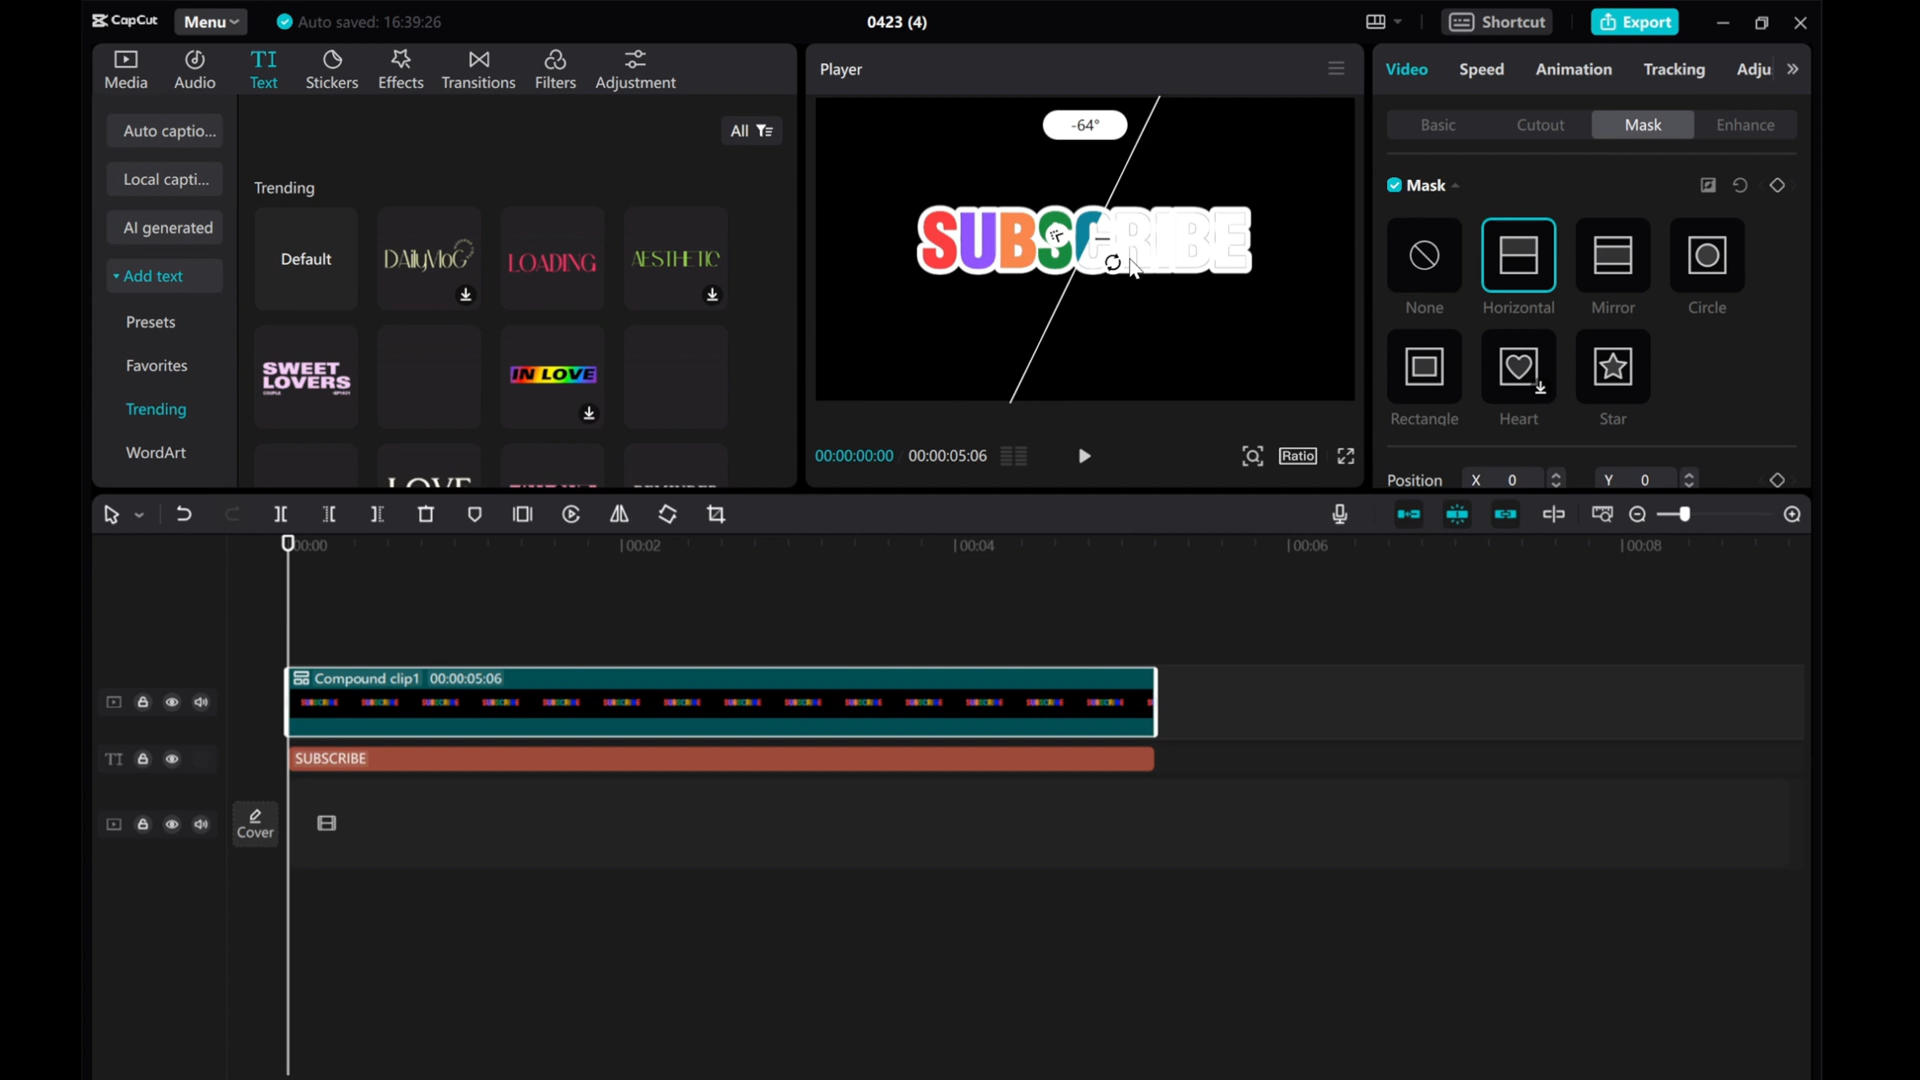 CapCut
Menu
Auto saved: 16:39:26
0423 (4)
Shortcut
Export
Media
Audio
TI
Text
Stickers
Effects
Transitions
Filters
Adjustment
Player
Video
Speed
Animation
Tracking
Adju
Auto captio...
Local capti...
AI generated
Add text
Presets
Favorites
Trending
WordArt
All
Trending
Default
DAilyMoG
LOADING
AESTHETIC
SWEET
LOVERS
IN LOVE
LOVE
-64°
SUBSCRIBE
00:00:00:00
00:00:05:06
Ratio
Basic
Cutout
Mask
Enhance
Mask
None
Horizontal
Mirror
Circle
Rectangle
Heart
Star
Position
X 0
Y 0
00:00
00:02
00:04
00:06
00:08
Compound clip1 00:00:05:06
TI
SUBSCRIBE
Cover